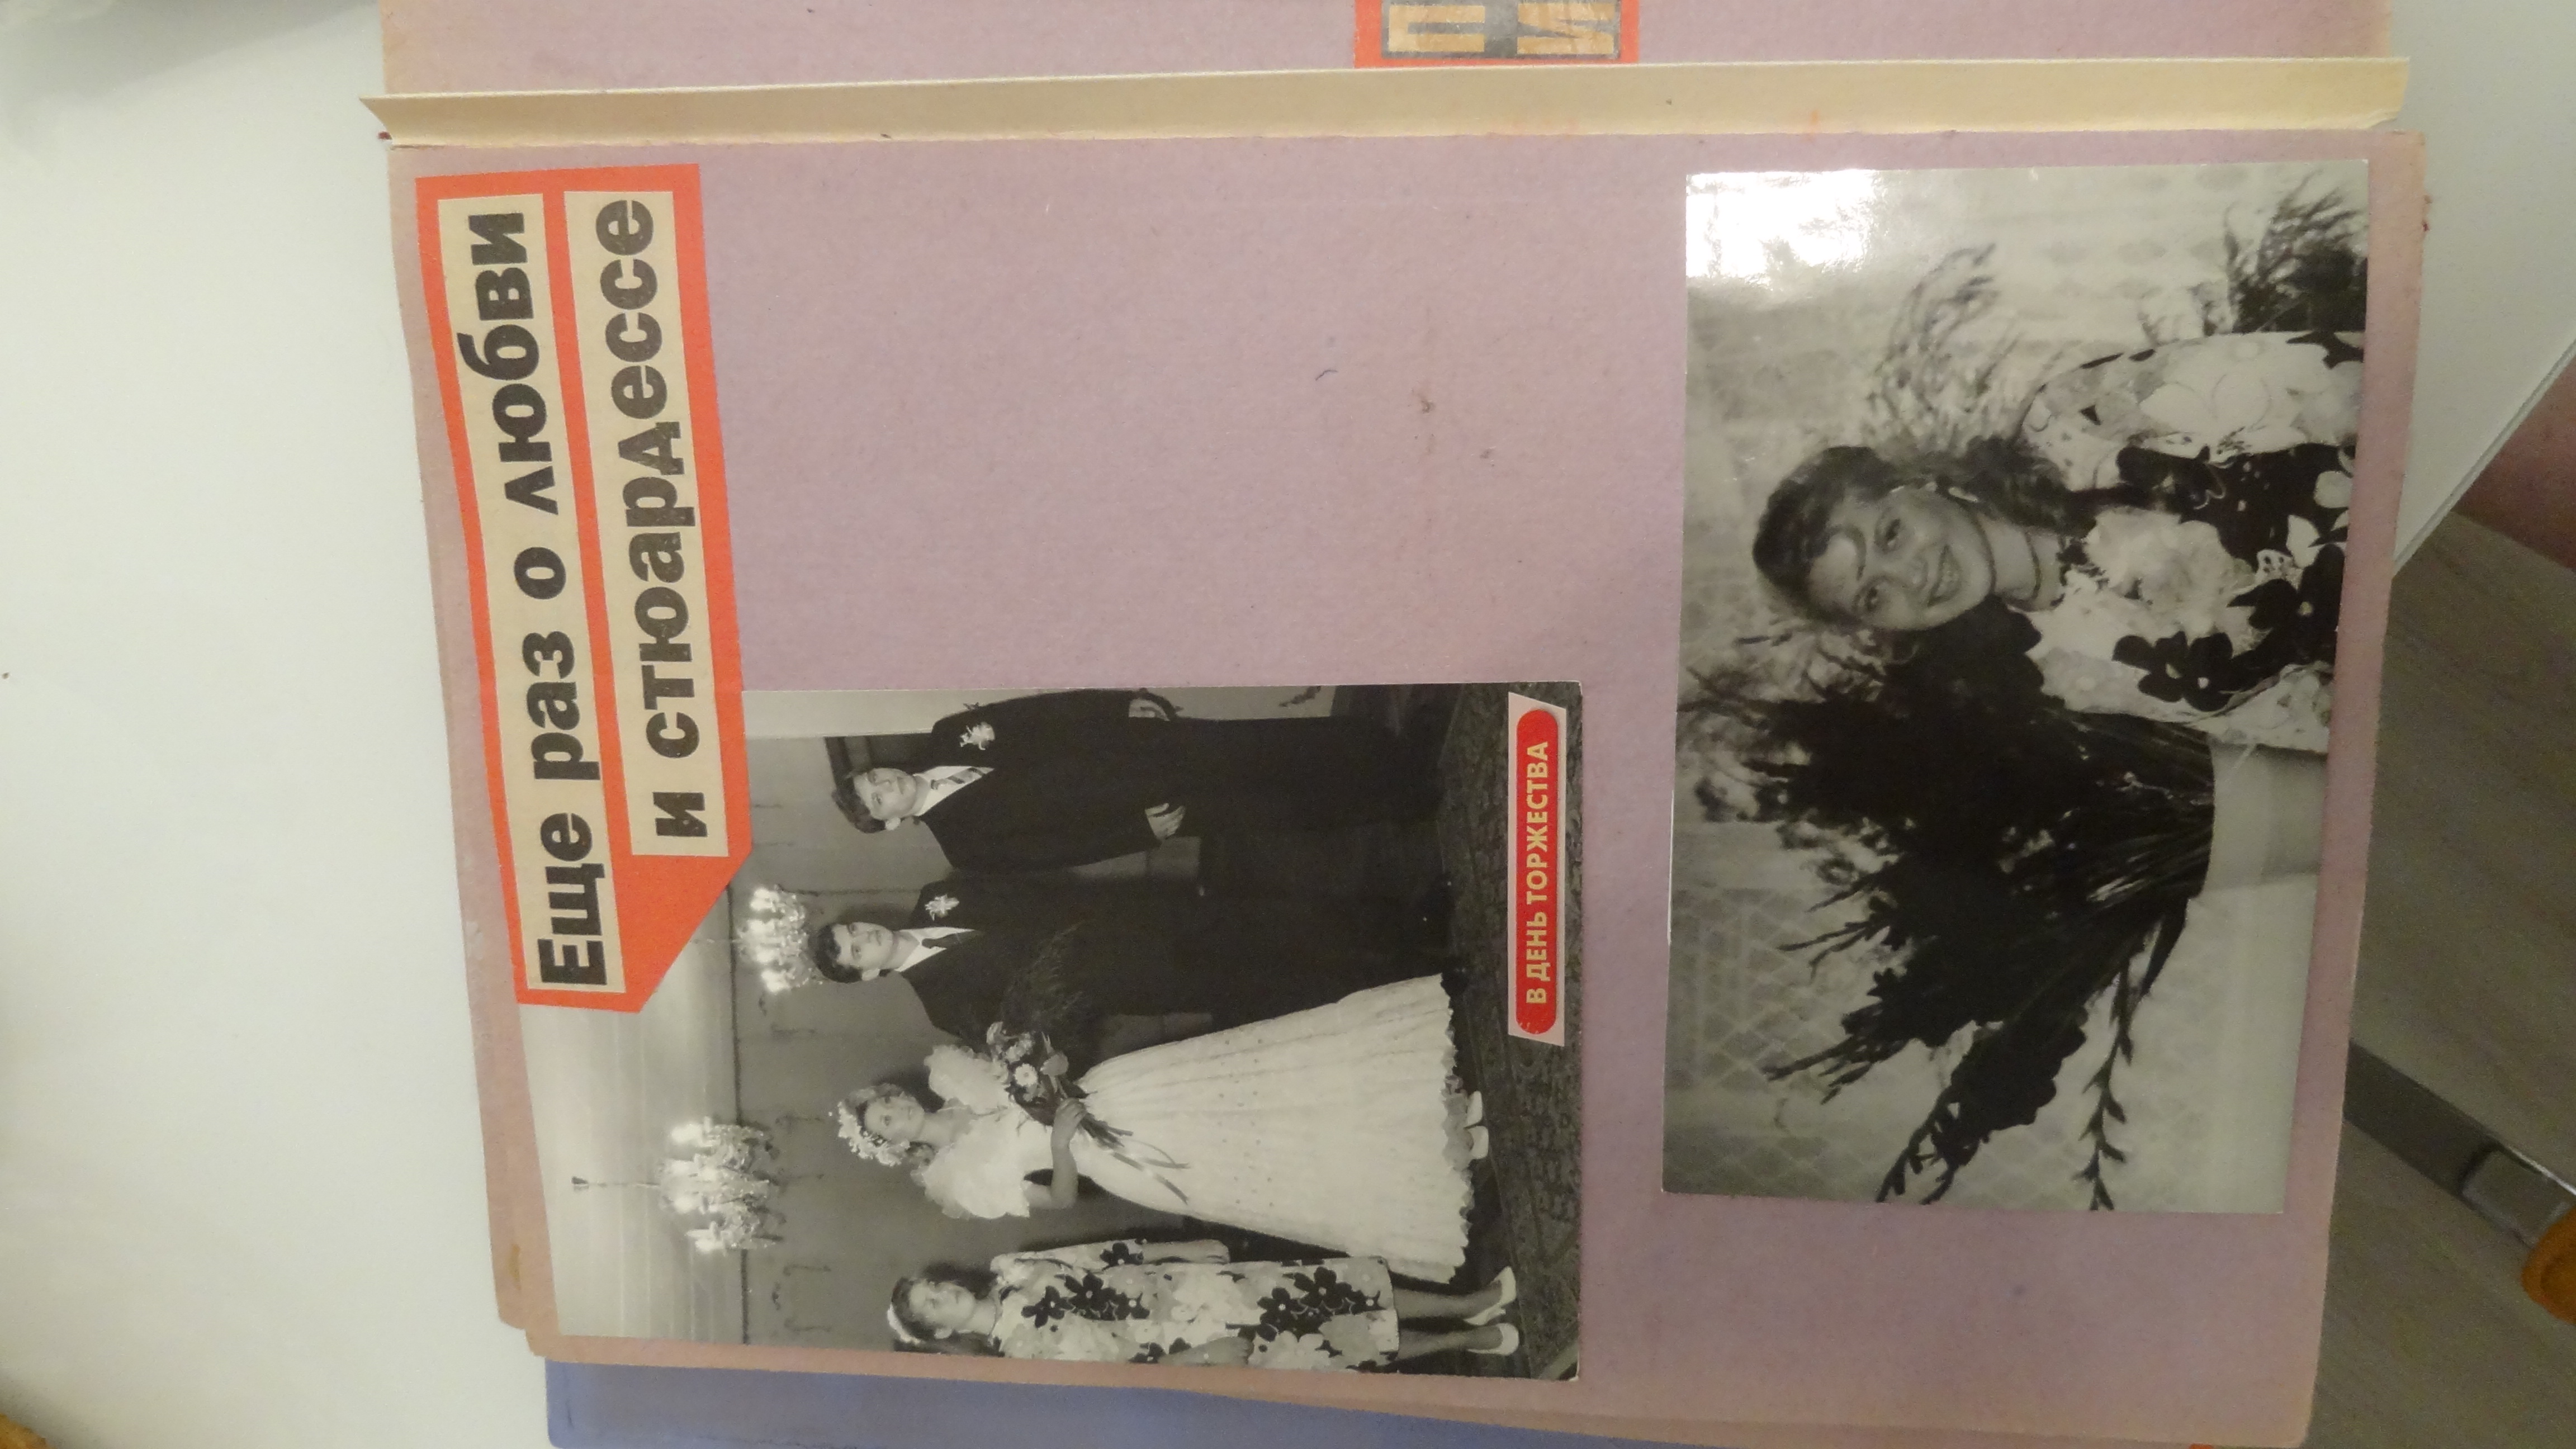 Еще раз о любви
и стюардессе
В ДЕНЬ ТОРЖЕСТВА